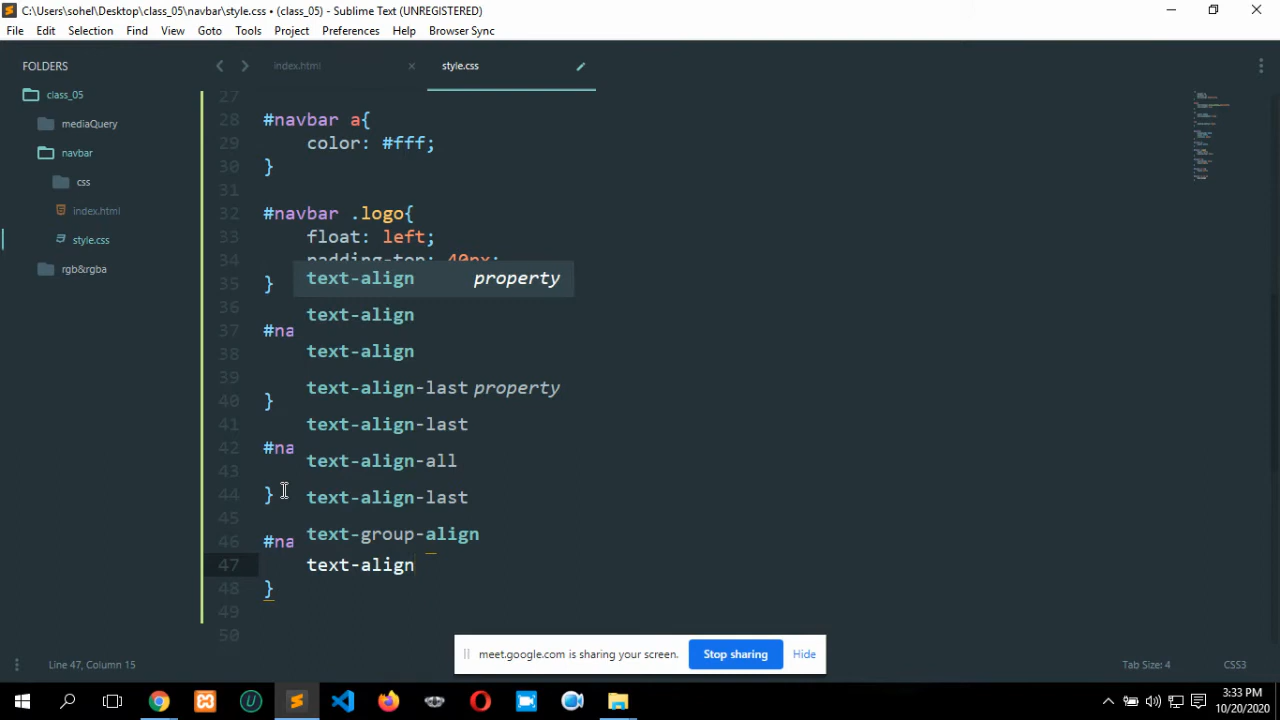 C:\Users\sohel\Desktop\class_05\navbar\style.css • (class_05) - Sublime Text (UNREGISTERED)
File Edit Selection Find View Goto Tools Project Preferences Help Browser Sync
FOLDERS
class_05
mediaQuery
navbar
css
index.html
style.css
rgb&rgba
index.html
style.css
27
28 #navbar a{
29 color: #fff;
30 }
31
32 #navbar .logo{
33 float: left;
34 padding-top: 40px;
35 }
36
37 #na
38
39
40 }
41
42 #na
43
44 }
45
46 #na
47 text-align
48 }
49
50
text-align property
text-align
text-align
text-align-last property
text-align-last
text-align-all
text-align-last
text-group-align
meet.google.com is sharing your screen. Stop sharing Hide
Line 47, Column 15 Tab Size: 4 CSS3
3:33 PM
10/20/2020